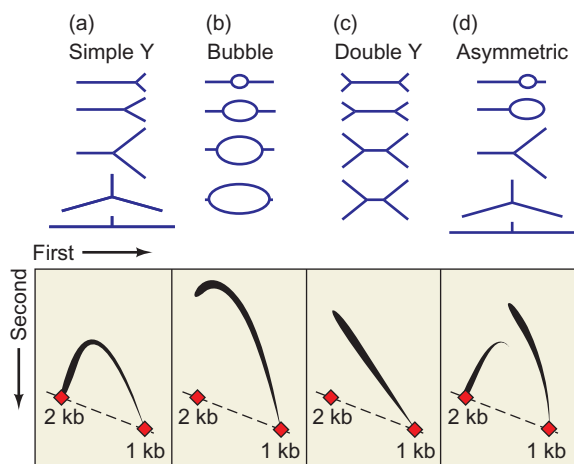 (a) (b) (c) (d)
Simple Y Bubble Double Y Asymmetric
First
Second
2 kb 2 kb 2 kb 2 kb
1 kb 1 kb 1 kb 1 kb